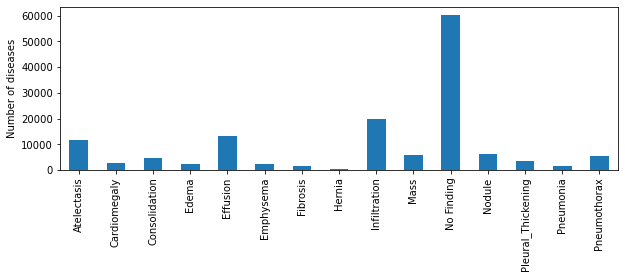 60000
50000
40000
30000
20000
10000
0
Number of diseases
Atelectasis
Cardiomegaly
Consolidation
Edema
Effusion
Emphysema
Fibrosis
Hernia
Infiltration
Mass
No Finding
Nodule
Pleural_Thickening
Pneumonia
Pneumothorax